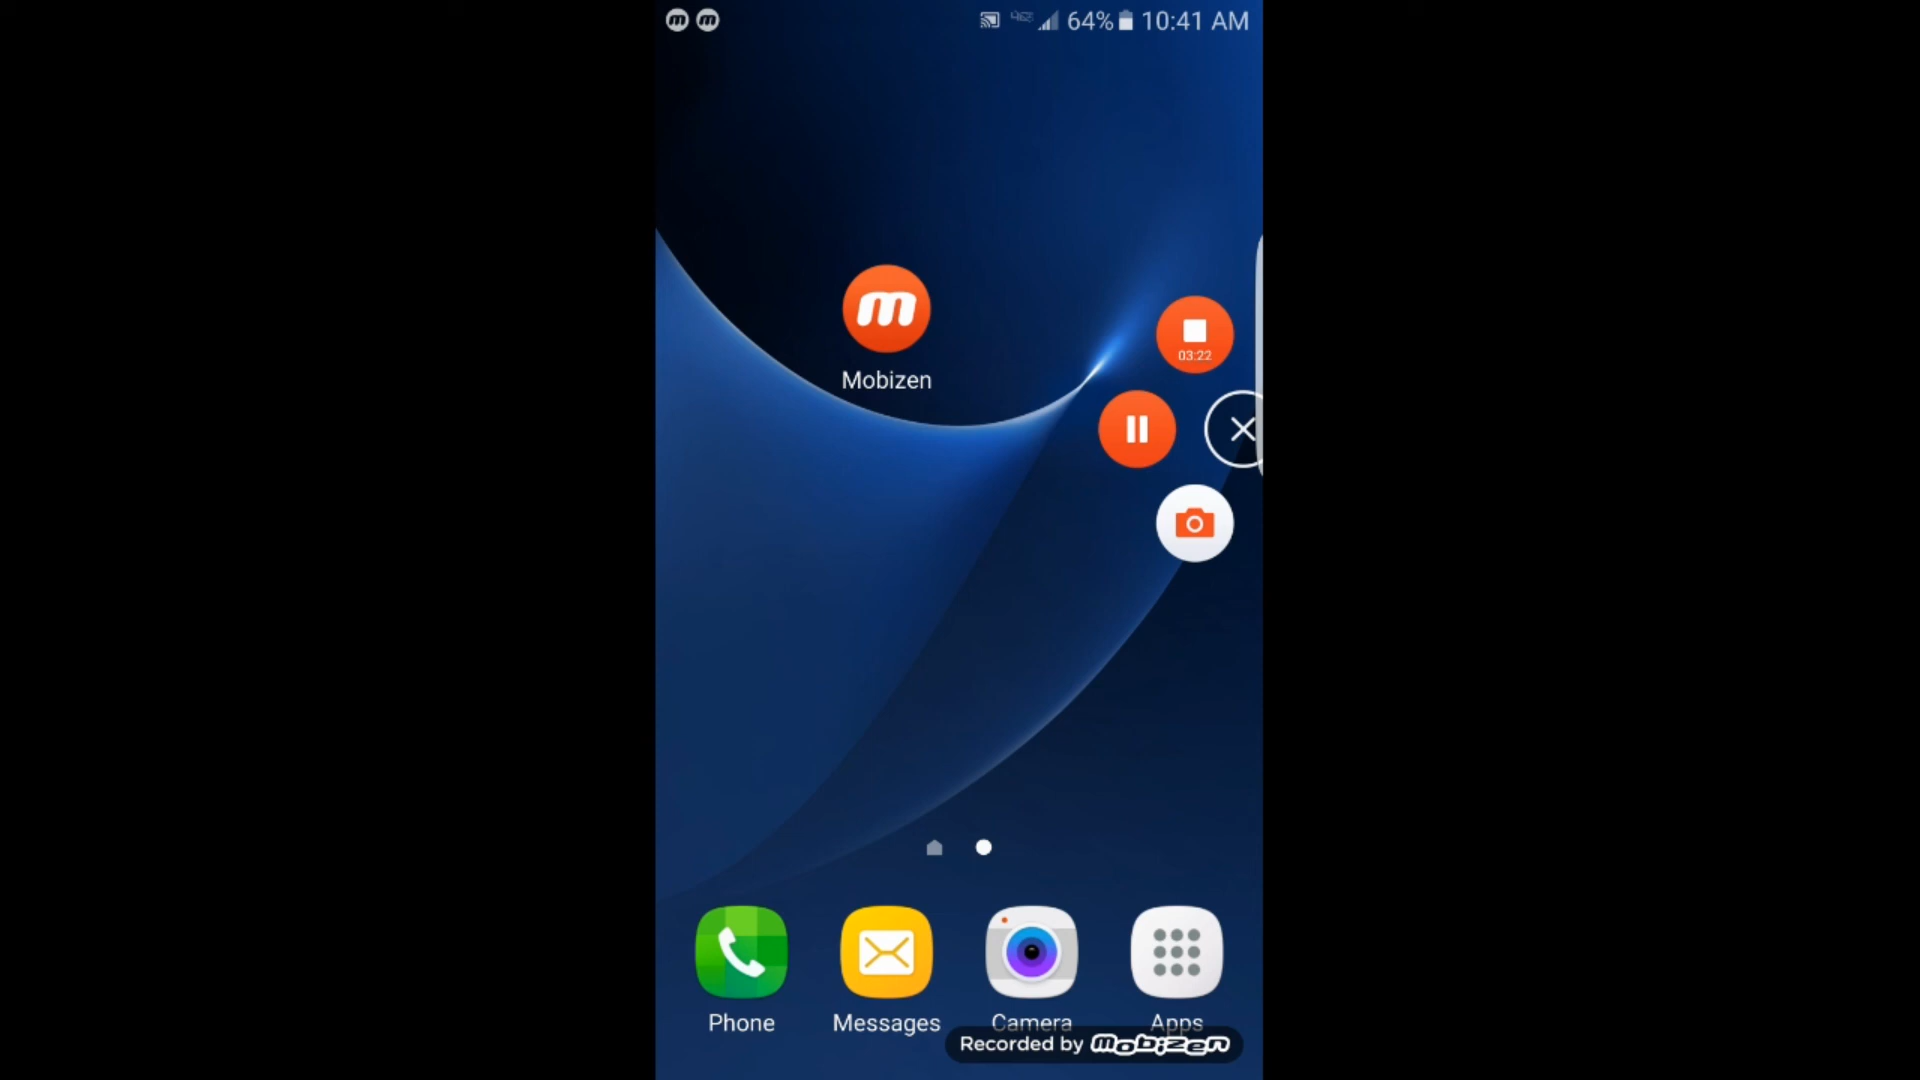 64% 10:41 AM
m
Mobizen
03:22
Phone
Messages
Camera
Apps
Recorded by Mobizen